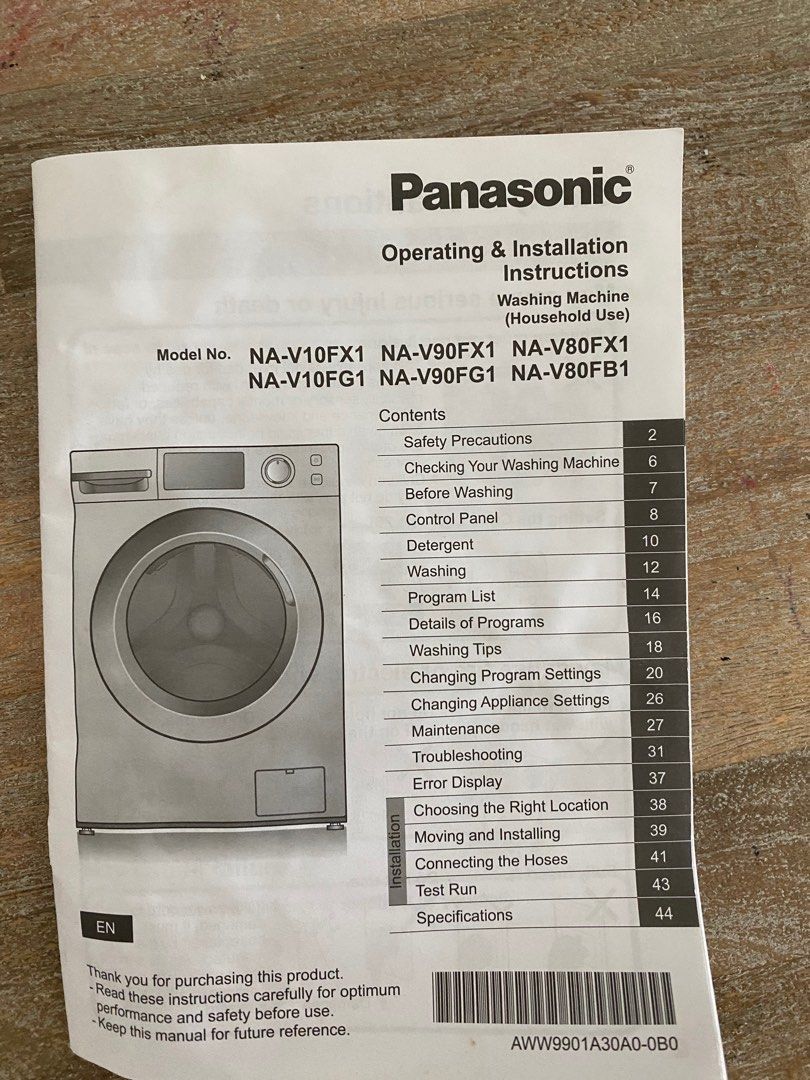 Panasonic®
Operating & Installation
Instructions
Washing Machine
(Household Use)
Model No. NA-V10FX1 NA-V90FX1 NA-V80FX1
NA-V10FG1 NA-V90FG1 NA-V80FB1
Contents
Safety Precautions 2
Checking Your Washing Machine 6
Before Washing 7
Control Panel 8
Detergent 10
Washing 12
Program List 14
Details of Programs 16
Washing Tips 18
Changing Program Settings 20
Changing Appliance Settings 26
Maintenance 27
Troubleshooting 31
Error Display 37
Installation
Choosing the Right Location 38
Moving and Installing 39
Connecting the Hoses 41
Test Run 43
Specifications 44
EN
Thank you for purchasing this product.
- Read these instructions carefully for optimum
performance and safety before use.
- Keep this manual for future reference.
AWW9901A30A0-0B0